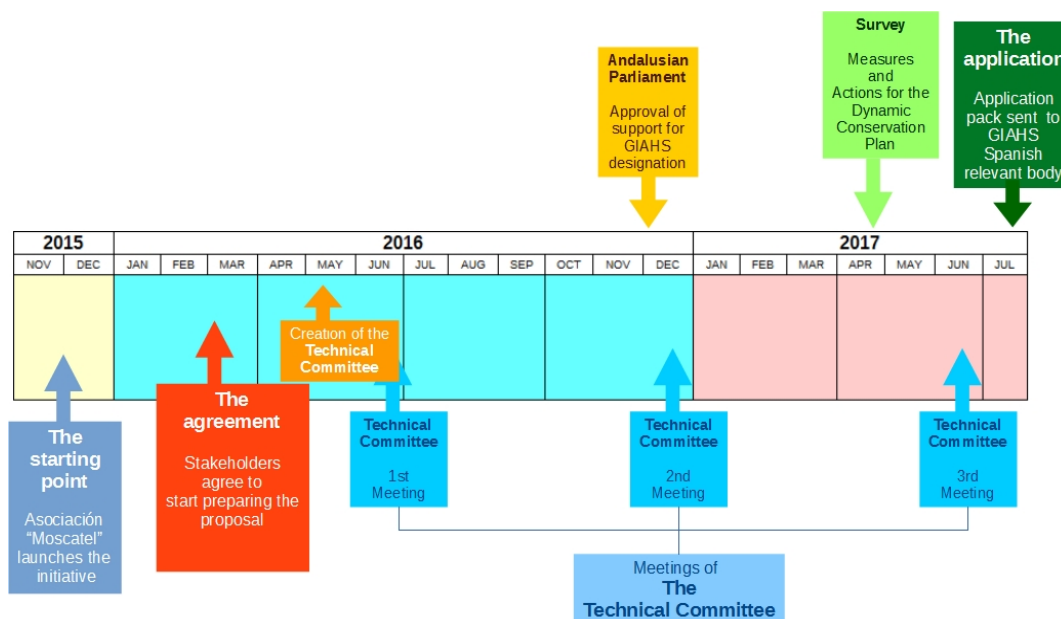 Andalusian
Parliament
Approval of
support for
GIAHS
designation
Survey
Measures
and
Actions for the
Dynamic
Conservation
Plan
The
application
Application
pack sent to
GIAHS
Spanish
relevant body
2015 2016 2017
NOV DEC JAN FEB MAR APR MAY JUN JUL AUG SEP OCT NOV DEC JAN FEB MAR APR MAY JUN JUL
Creation of the
Technical
Committee
The
starting
point
Asociación
“Moscatel”
launches the
initiative
The
agreement
Stakeholders
agree to
start preparing the
proposal
Technical
Committee
1st
Meeting
Technical
Committee
2nd
Meeting
Technical
Committee
3rd
Meeting
Meetings of
The
Technical Committee